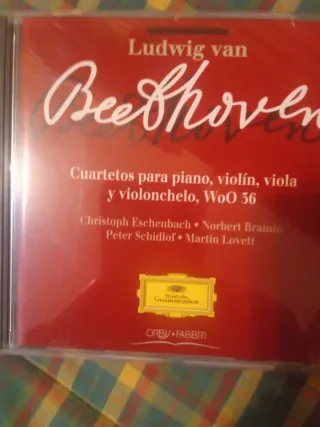 Ludwig van
Beethoven
Cuartetos para piano, violín, viola
y violonchelo, WoO 36
Christoph Eschenbach • Norbert Brainin
Peter Schidlof • Martin Lovett
Deutsche
Grammophon
ORBIS•FABBRI